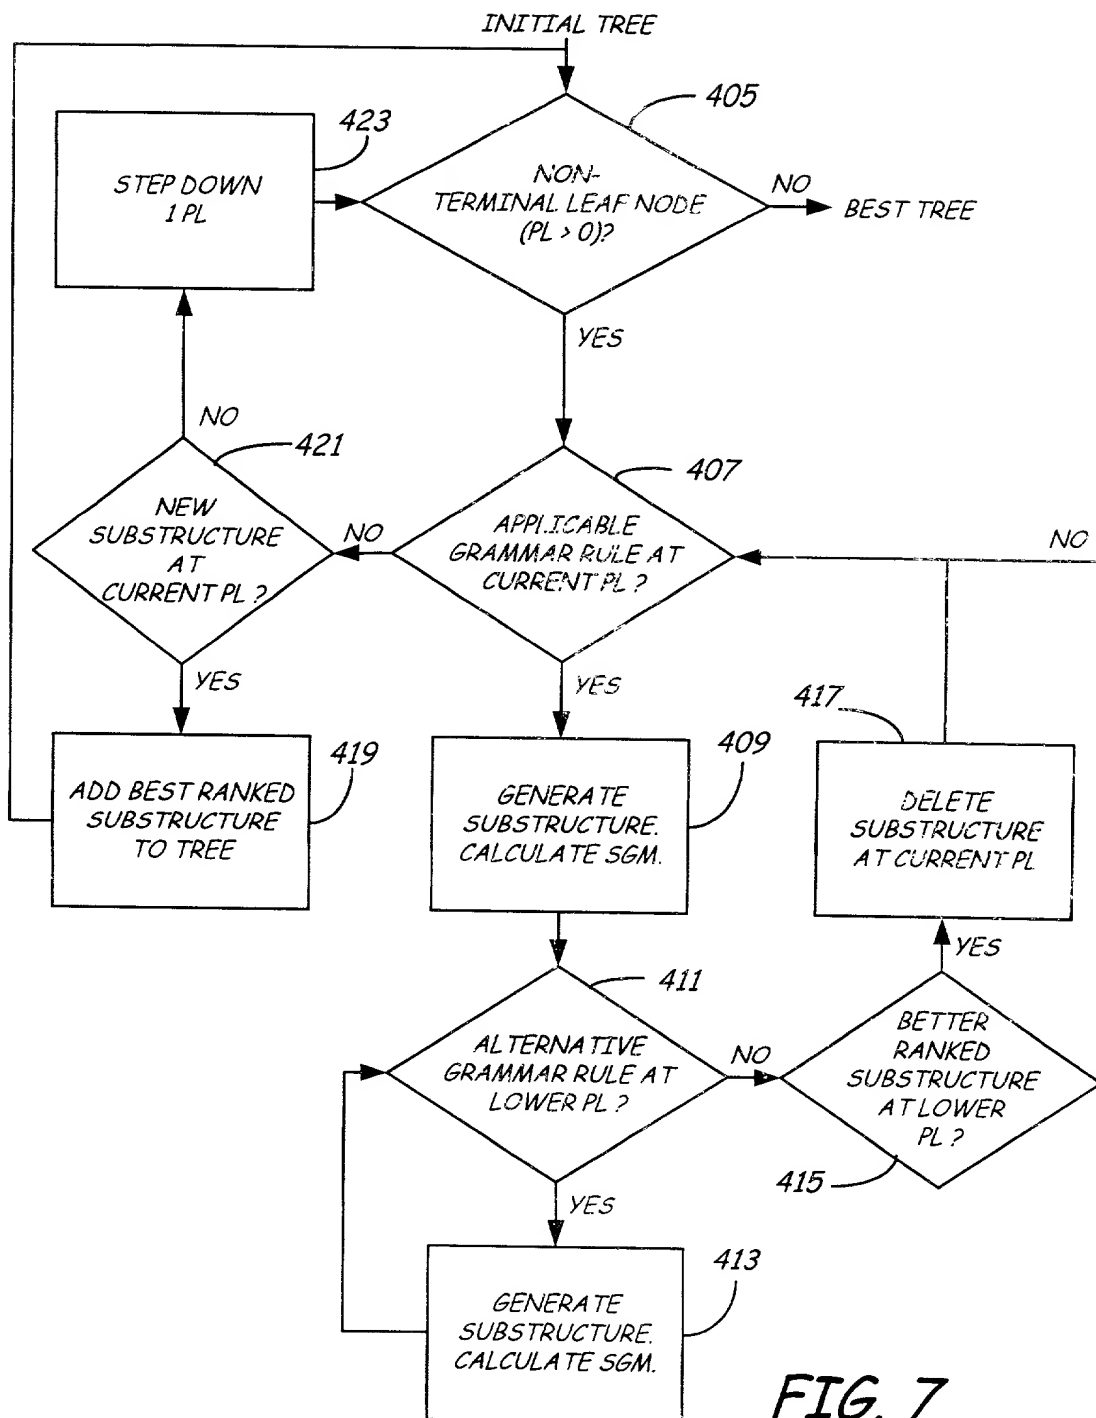 INITIAL TREE
405
423
STEP DOWN
1 PL
NON-
TERMINAL LEAF NODE
(PL > 0)?
NO
BEST TREE
YES
NO
421
407
NEW
SUBSTRUCTURE
AT
CURRENT PL ?
NO
APPLICABLE
GRAMMAR RULE AT
CURRENT PL ?
NO
YES
YES
417
419
409
ADD BEST RANKED
SUBSTRUCTURE
TO TREE
GENERATE
SUBSTRUCTURE.
CALCULATE SGM.
DELETE
SUBSTRUCTURE
AT CURRENT PL
YES
411
ALTERNATIVE
GRAMMAR RULE AT
LOWER PL ?
NO
BETTER
RANKED
SUBSTRUCTURE
AT LOWER
PL ?
415
YES
413
GENERATE
SUBSTRUCTURE.
CALCULATE SGM.
FIG. 7